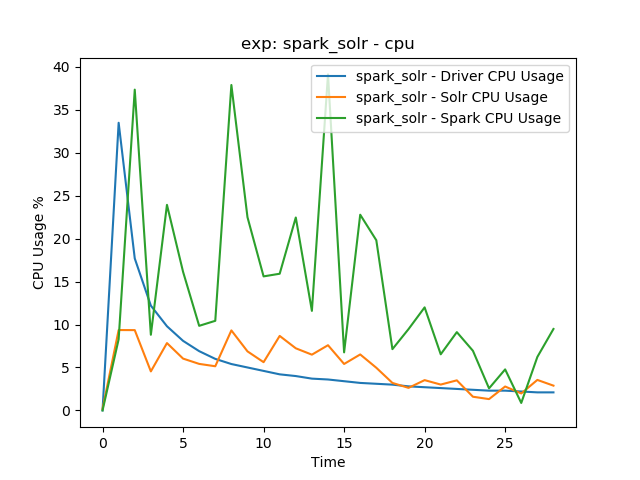 exp: spark_solr - cpu
spark_solr - Driver CPU Usage
spark_solr - Solr CPU Usage
spark_solr - Spark CPU Usage
CPU Usage %
40
35
30
25
20
15
10
5
0
0 5 10 15 20 25
Time